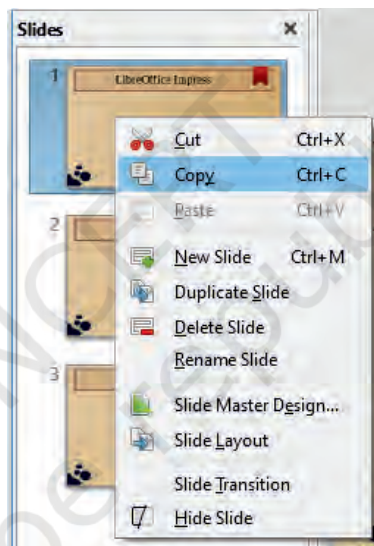 Slides
1
LibreOffice Impress
Cut Ctrl+X
Copy Ctrl+C
Paste Ctrl+V
2
New Slide Ctrl+M
Duplicate Slide
Delete Slide
Rename Slide
3
Slide Master Design...
Slide Layout
Slide Transition
Hide Slide